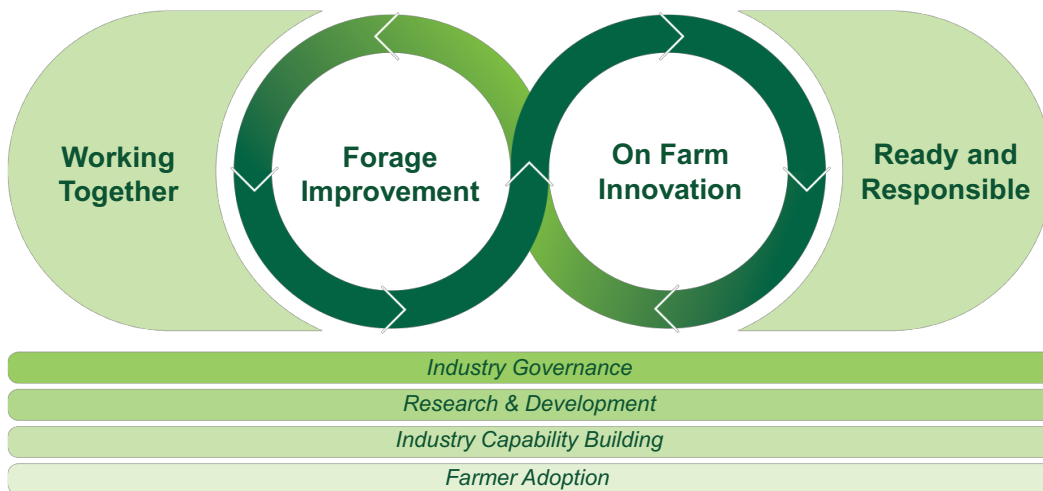 Working
Together
Forage
Improvement
On Farm
Innovation
Ready and
Responsible
Industry Governance
Research & Development
Industry Capability Building
Farmer Adoption